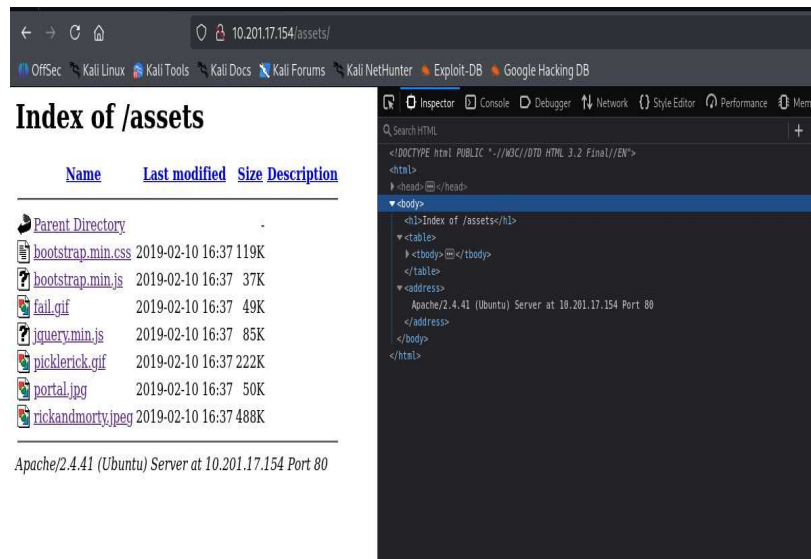 10.201.17.154/assets/
OffSec Kali Linux Kali Tools Kali Docs Kali Forums Kali NetHunter Exploit-DB Google Hacking DB
Index of /assets
Name Last modified Size Description
Parent Directory -
bootstrap.min.css 2019-02-10 16:37 119K
bootstrap.min.js 2019-02-10 16:37 37K
fail.gif 2019-02-10 16:37 49K
jquery.min.js 2019-02-10 16:37 85K
picklerick.gif 2019-02-10 16:37 222K
portal.jpg 2019-02-10 16:37 50K
rickandmorty.jpeg 2019-02-10 16:37 488K
Apache/2.4.41 (Ubuntu) Server at 10.201.17.154 Port 80
Inspector Console Debugger Network {} Style Editor Performance Mem
Search HTML +
<!DOCTYPE html PUBLIC "-//W3C//DTD HTML 3.2 Final//EN">
<html>
<head></head>
<body>
<h1>Index of /assets</h1>
<table>
<tbody></tbody>
</table>
<address>
Apache/2.4.41 (Ubuntu) Server at 10.201.17.154 Port 80
</address>
</body>
</html>